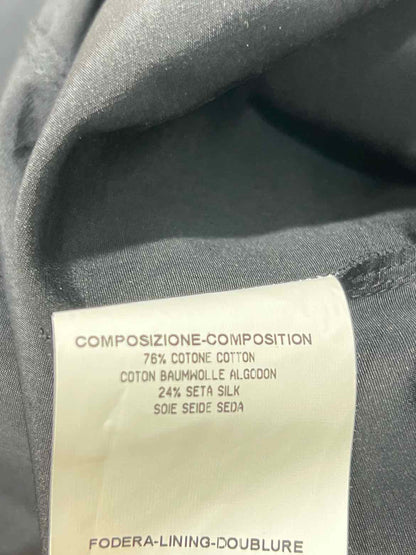 COMPOSIZIONE-COMPOSITION
76% COTONE COTTON
COTON BAUMWOLLE ALGODON
24% SETA SILK
SOIE SEIDE SEDA
FODERA-LINING-DOUBLURE